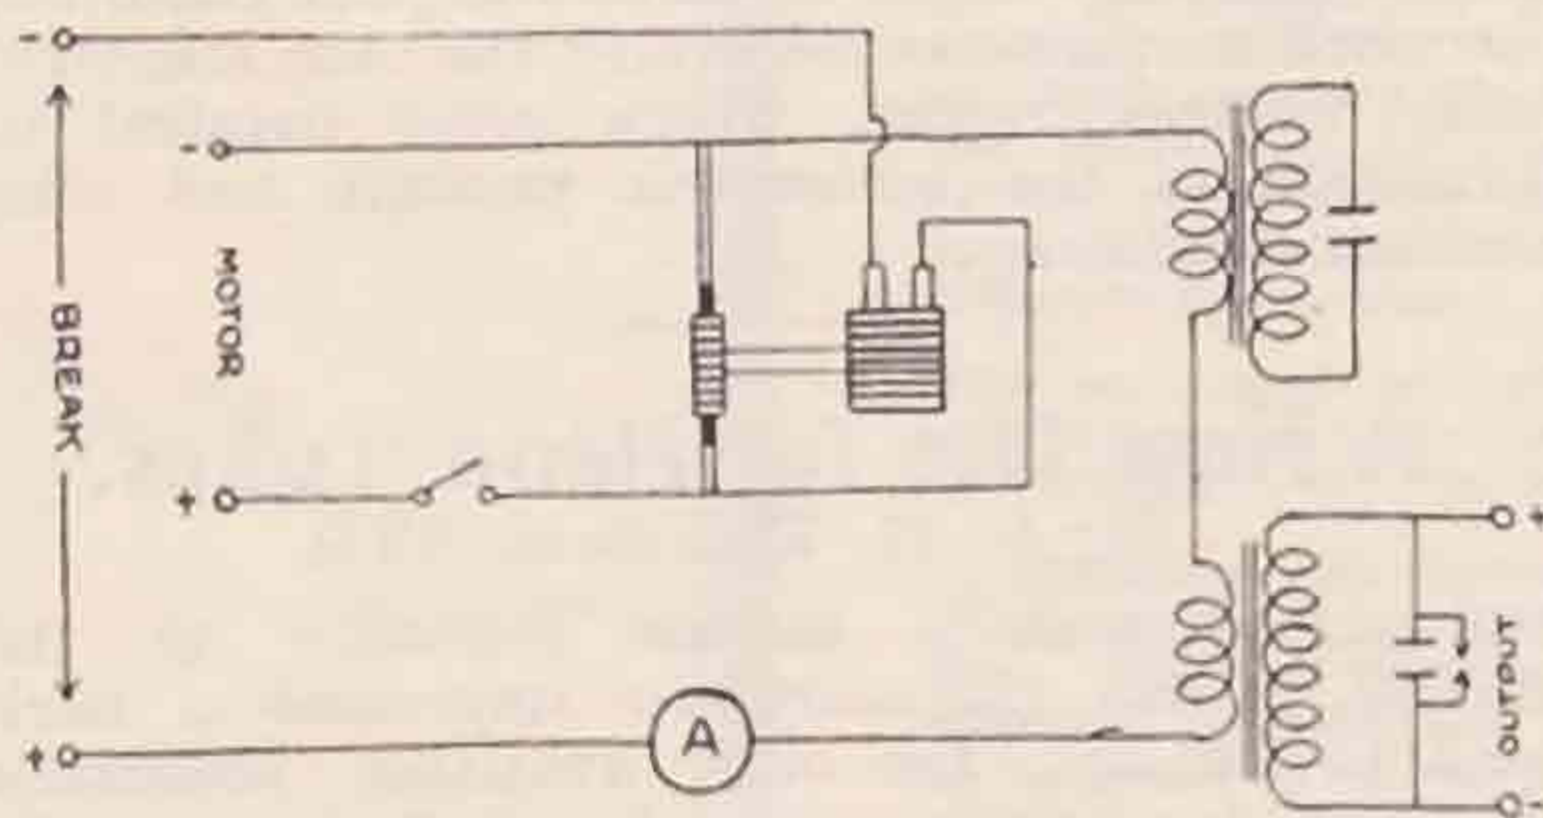 -
-
MOTOR
BREAK
+
+
A
+
OUTPUT
-